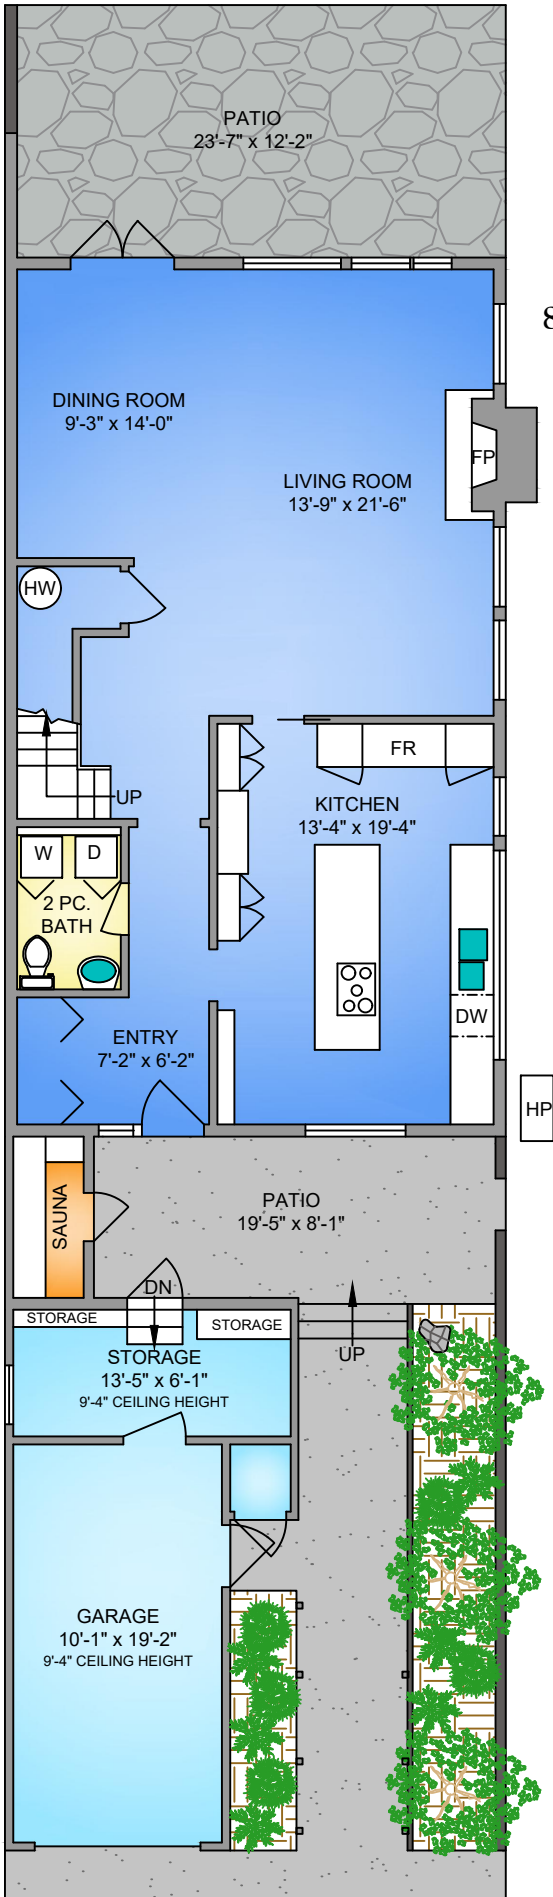 PATIO
23'-7" x 12'-2"
8
DINING ROOM
9'-3" x 14'-0"
LIVING ROOM
13'-9" x 21'-6"
FP
HW
FR
UP
KITCHEN
13'-4" x 19'-4"
W
D
2 PC.
BATH
DW
ENTRY
7'-2" x 6'-2"
HP
SAUNA
PATIO
19'-5" x 8'-1"
DN
STORAGE
STORAGE
UP
STORAGE
13'-5" x 6'-1"
9'-4" CEILING HEIGHT
GARAGE
10'-1" x 19'-2"
9'-4" CEILING HEIGHT